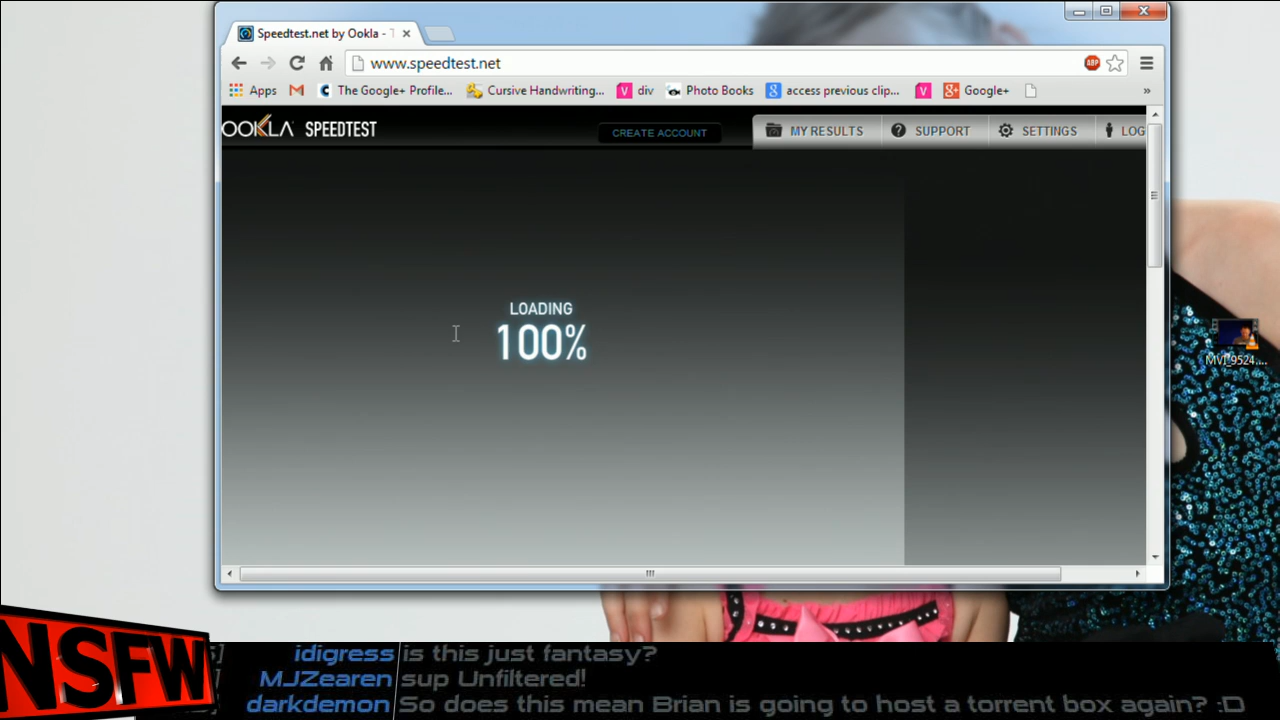 Speedtest.net by Ookla - T
www.speedtest.net
ABP
Apps
The Google+ Profile...
Cursive Handwriting...
div
Photo Books
access previous clip...
Google+
»
OOKLA SPEEDTEST
CREATE ACCOUNT
MY RESULTS
SUPPORT
SETTINGS
LOG
LOADING
100%
MVI_9524....
NSFW
idigress is this just fantasy?
MJZearen sup Unfiltered!
darkdemon So does this mean Brian is going to host a torrent box again? :D